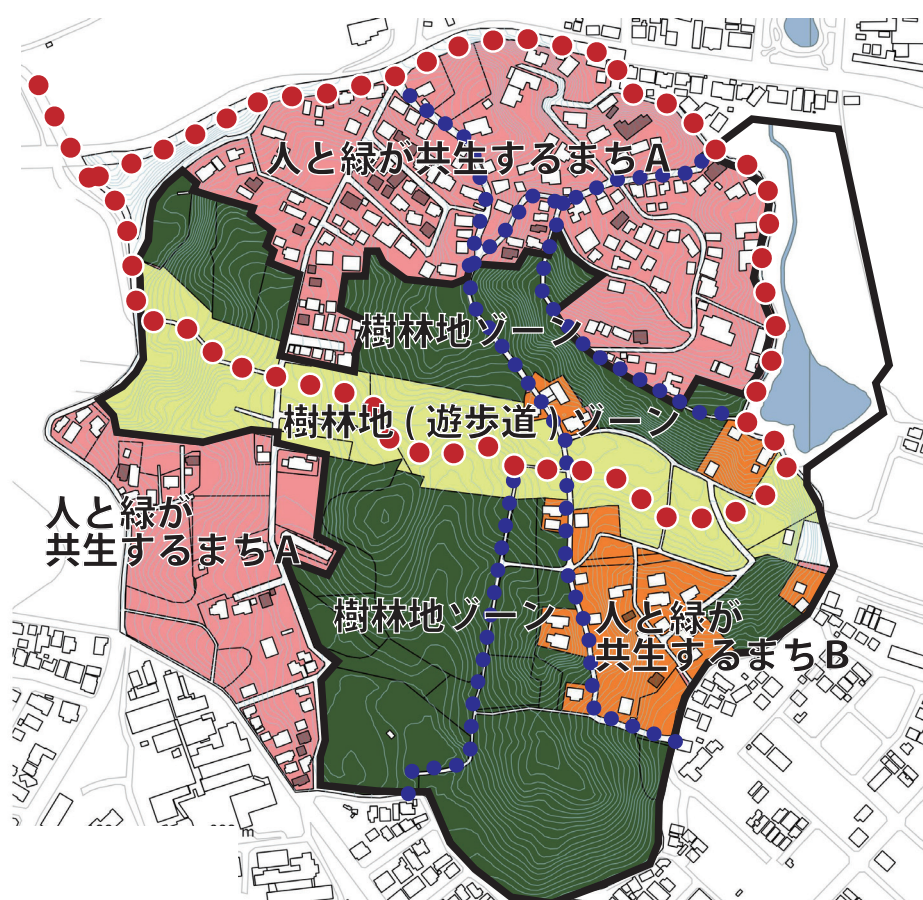 人と緑が共生するまちA
樹林地ゾーン
樹林地(遊歩道)ゾーン
人と緑が
共生するまちA
樹林地ゾーン
人と緑が
共生するまちB